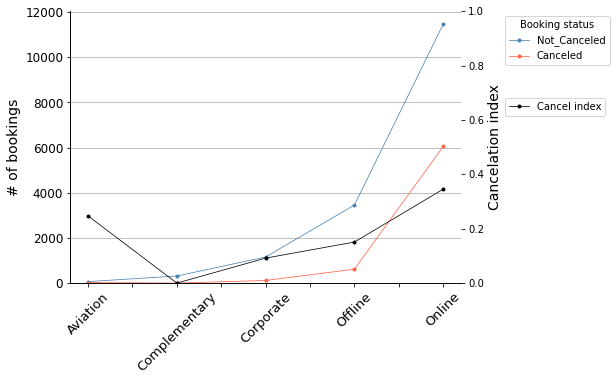 12000
10000
8000
6000
4000
2000
0
# of bookings
1.0
0.8
0.6
0.4
0.2
0.0
Cancelation index
Aviation
Complementary
Corporate
Offline
Online
Booking status
Not_Canceled
Canceled
Cancel index